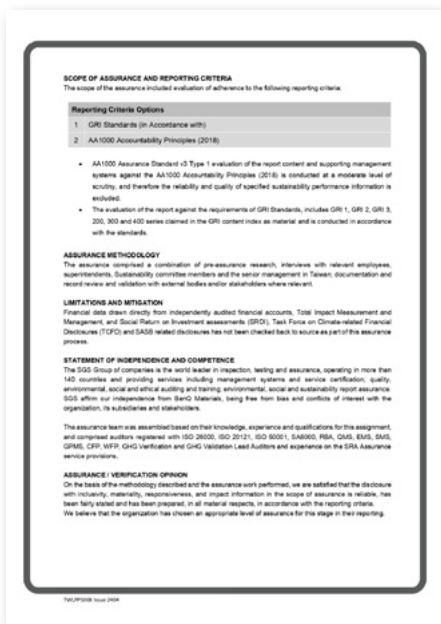 SCOPE OF ASSURANCE AND REPORTING CRITERIA
The scope of the assurance included evaluation of adherence to the following reporting criteria:
Reporting Criteria Options
1 GRI Standards (in Accordance with)
2 AA1000 Accountability Principles (2018)
• AA1000 Assurance Standard v3 Type 1 evaluation of the report content and supporting management
systems against the AA1000 Accountability Principles (2018) is conducted at a moderate level of
scrutiny, and therefore the reliability and quality of specified sustainability performance information is
excluded.
• The evaluation of the report against the requirements of GRI Standards, includes GRI 1, GRI 2, GRI 3,
200, 300 and 400 series claimed in the GRI content index as material and is conducted in accordance
with the standards.
ASSURANCE METHODOLOGY
The assurance comprised a combination of pre-assurance research, interviews with relevant employees,
superintendents, Sustainability committee members and the senior management in Taiwan; documentation and
record review and validation with external bodies and/or stakeholders where relevant.
LIMITATIONS AND MITIGATION
Financial data drawn directly from independently audited financial accounts, Total Impact Measurement and
Management, and Social Return on Investment assessments (SROI), Task Force on Climate-related Financial
Disclosures (TCFD) and SASB related disclosures has not been checked back to source as part of this assurance
process.
STATEMENT OF INDEPENDENCE AND COMPETENCE
The SGS Group of companies is the world leader in inspection, testing and assurance, operating in more than
140 countries and providing services including management systems and service certification; quality,
environmental, social and ethical auditing and training; environmental, social and sustainability report assurance.
SGS affirm our independence from BenQ Materials, being free from bias and conflicts of interest with the
organization, its subsidiaries and stakeholders.
The assurance team was assembled based on their knowledge, experience and qualifications for this assignment,
and comprised auditors registered with ISO 26000, ISO 20121, ISO 50001, SA8000, RBA, QMS, EMS, SMS,
GPMS, CFP, WFP, GHG Verification and GHG Validation Lead Auditors and experience on the SRA Assurance
service provisions.
ASSURANCE / VERIFICATION OPINION
On the basis of the methodology described and the assurance work performed, we are satisfied that the disclosure
with inclusivity, materiality, responsiveness, and impact information in the scope of assurance is reliable, has
been fairly stated and has been prepared, in all material respects, in accordance with the reporting criteria.
We believe that the organization has chosen an appropriate level of assurance for this stage in their reporting.
TWLPP5008 Issue 2404